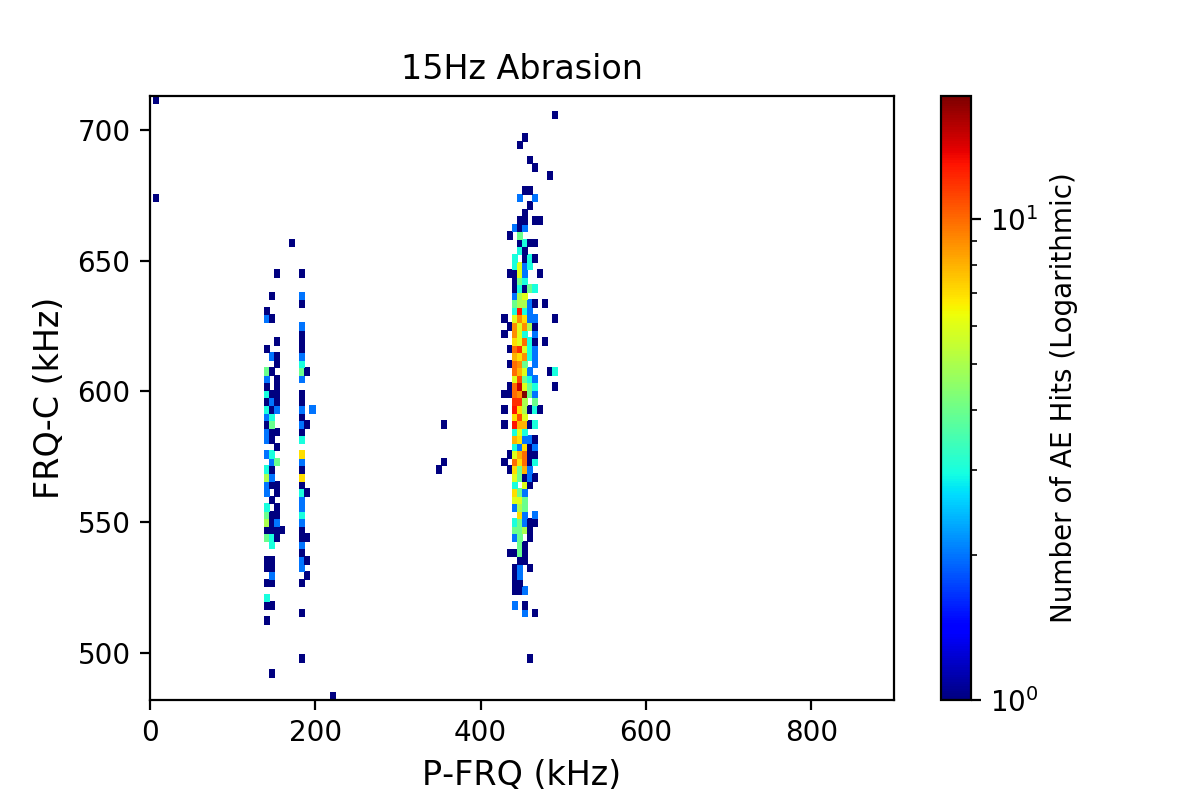 15Hz Abrasion
700
650
600
550
500
FRQ-C (kHz)
0 200 400 600 800
P-FRQ (kHz)
10¹
10⁰
Number of AE Hits (Logarithmic)